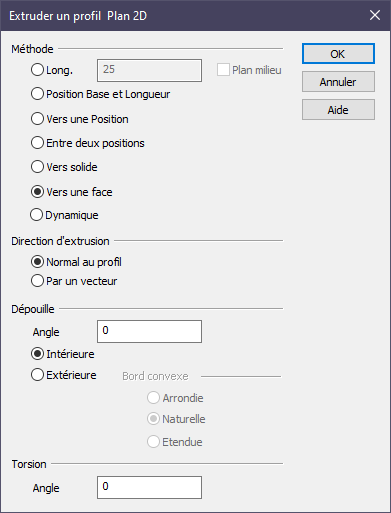 Extruder un profil Plan 2D
Méthode
OK
Long. 25 Plan milieu
Annuler
Position Base et Longueur
Aide
Vers une Position
Entre deux positions
Vers solide
Vers une face
Dynamique
Direction d'extrusion
Normal au profil
Par un vecteur
Dépouille
Angle 0
Intérieure
Extérieure Bord convexe
Arrondie
Naturelle
Etendue
Torsion
Angle 0